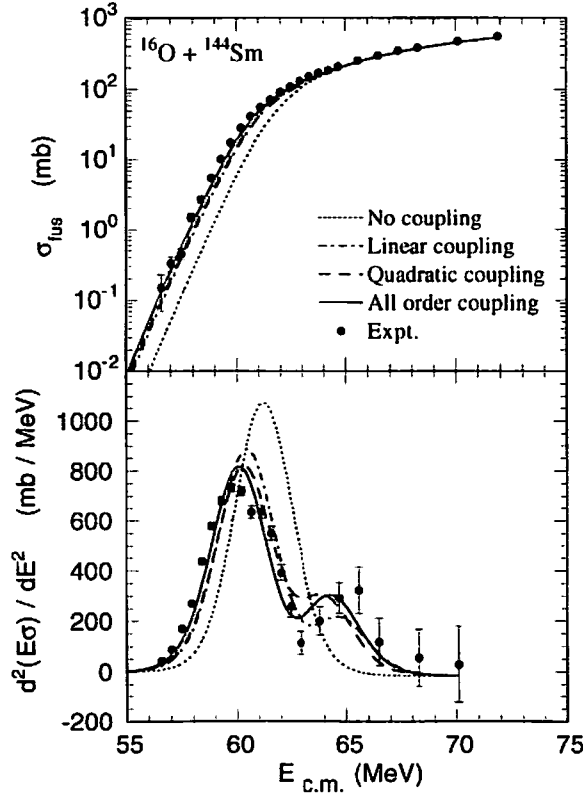 10³
¹⁶O + ¹⁴⁴Sm
10²
10¹
σfus (mb)
10⁰
10⁻¹
10⁻²
No coupling
Linear coupling
Quadratic coupling
All order coupling
Expt.
1000
800
600
400
200
0
-200
d²(Eσ) / dE² (mb / MeV)
55 60 65 70 75
E c.m. (MeV)